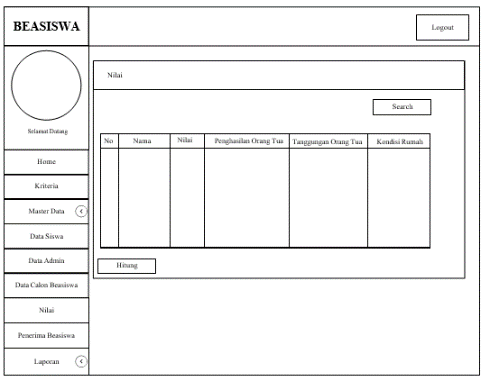 BEASISWA
Logout
Selamat Datang
Home
Kriteria
Master Data
Data Siswa
Data Admin
Data Calon Beasiswa
Nilai
Penerima Beasiswa
Laporan
Nilai
Search
No Nama Nilai Penghasilan Orang Tua Tanggungan Orang Tua Kondisi Rumah
Hitung